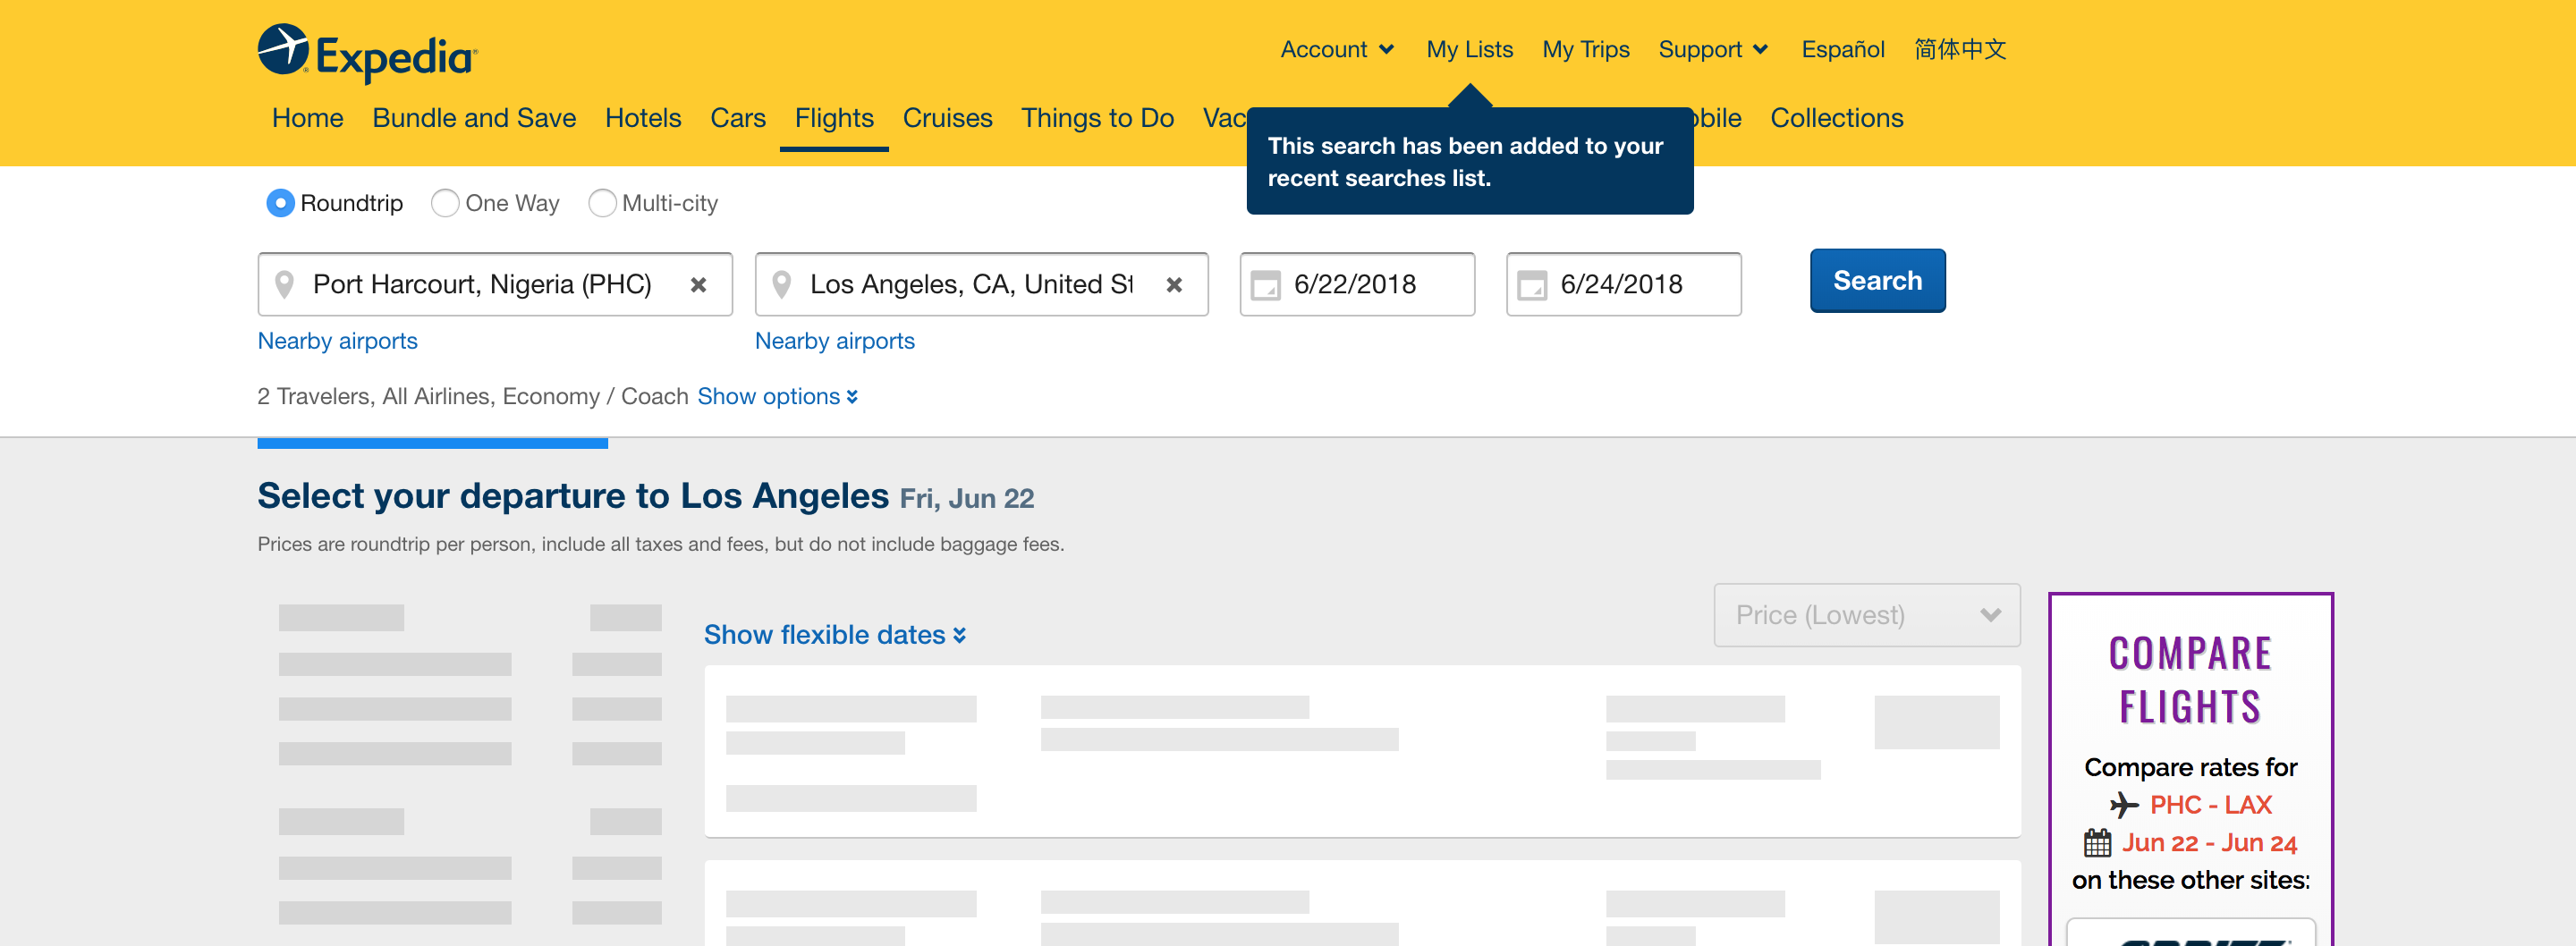 Expedia
Account My Lists My Trips Support Español 简体中文
Home Bundle and Save Hotels Cars Flights Cruises Things to Do Collections
This search has been added to your
recent searches list.
Roundtrip One Way Multi-city
Port Harcourt, Nigeria (PHC) Los Angeles, CA, United 6/22/2018 6/24/2018 Search
Nearby airports Nearby airports
2 Travelers, All Airlines, Economy / Coach Show options
Select your departure to Los Angeles Fri, Jun 22
Prices are roundtrip per person, include all taxes and fees, but do not include baggage fees.
Price (Lowest)
Show flexible dates
COMPARE
FLIGHTS
Compare rates for
PHC - LAX
Jun 22 - Jun 24
on these other sites: